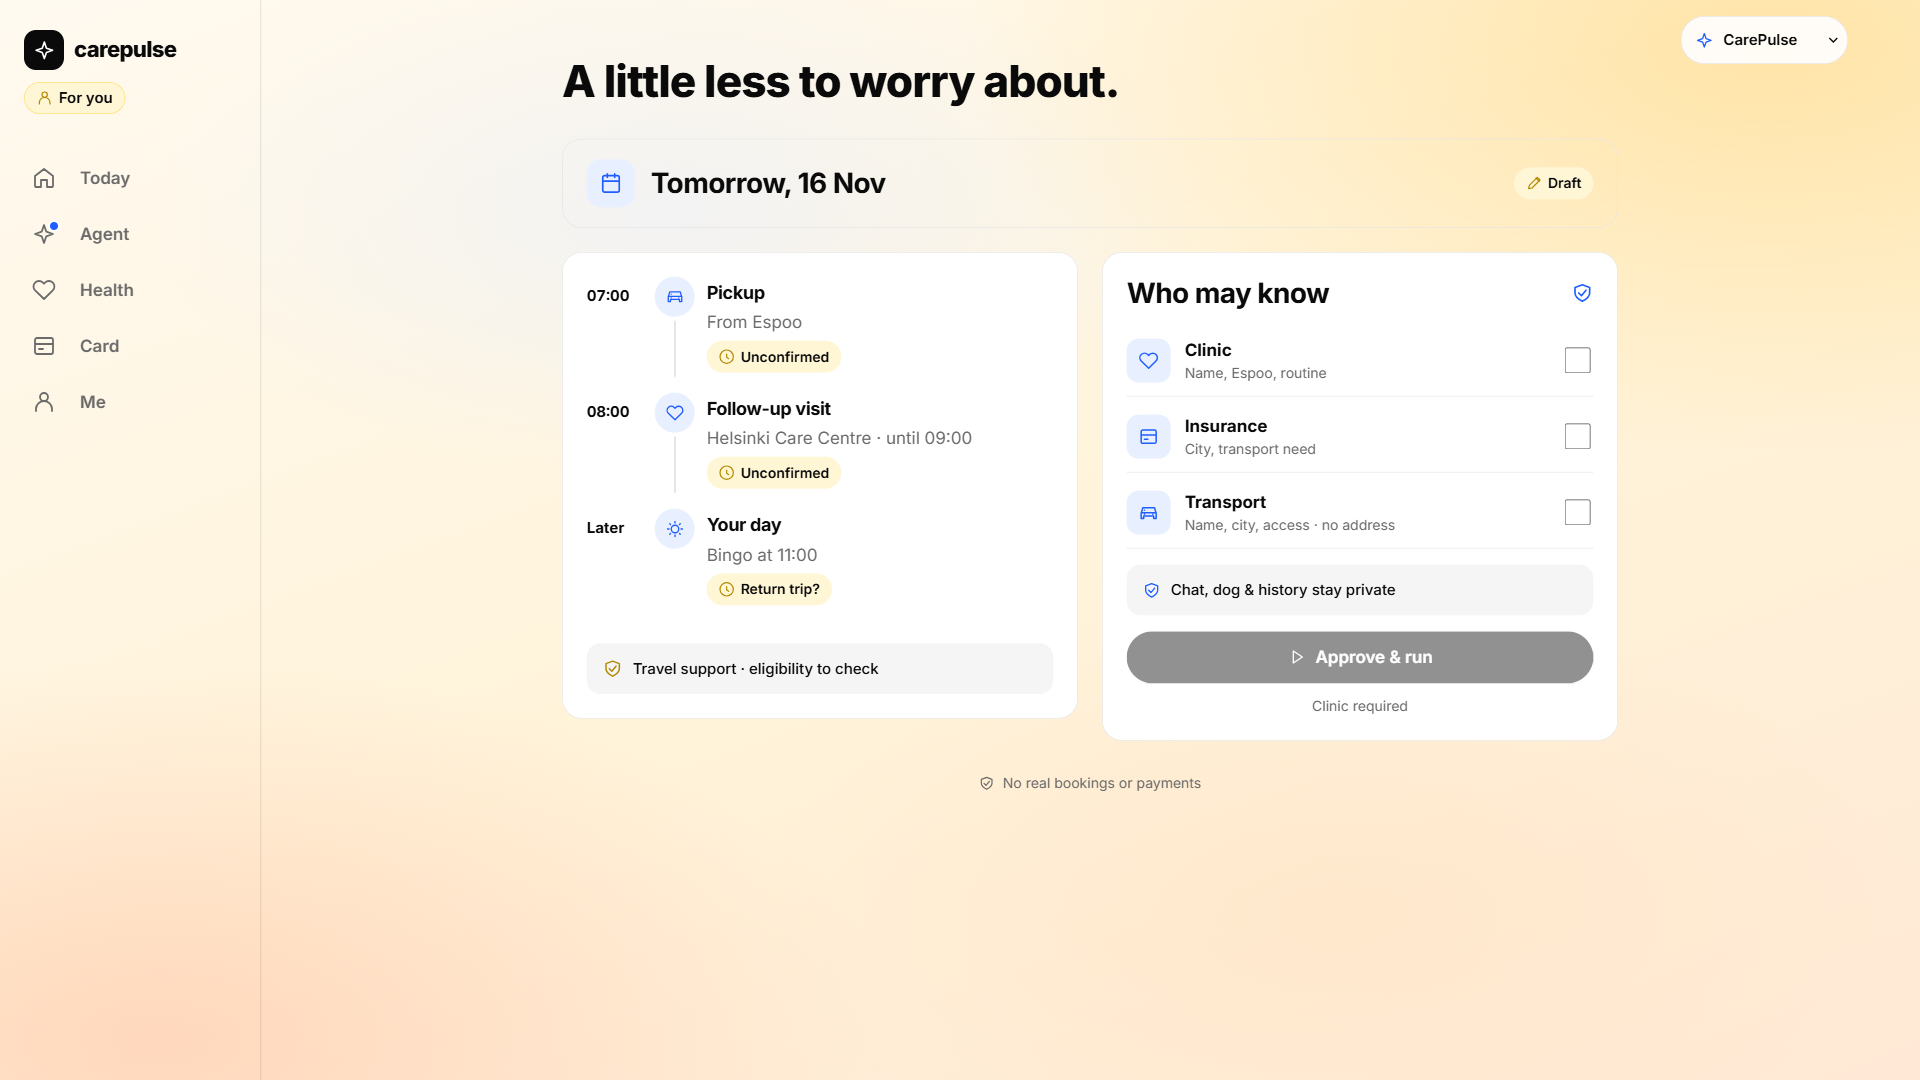 carepulse
For you
Today
Agent
Health
Card
Me
CarePulse
A little less to worry about.
Tomorrow, 16 Nov
Draft
07:00
Pickup
From Espoo
Unconfirmed
08:00
Follow-up visit
Helsinki Care Centre · until 09:00
Unconfirmed
Later
Your day
Bingo at 11:00
Return trip?
Travel support · eligibility to check
Who may know
Clinic
Name, Espoo, routine
Insurance
City, transport need
Transport
Name, city, access · no address
Chat, dog & history stay private
Approve & run
Clinic required
No real bookings or payments